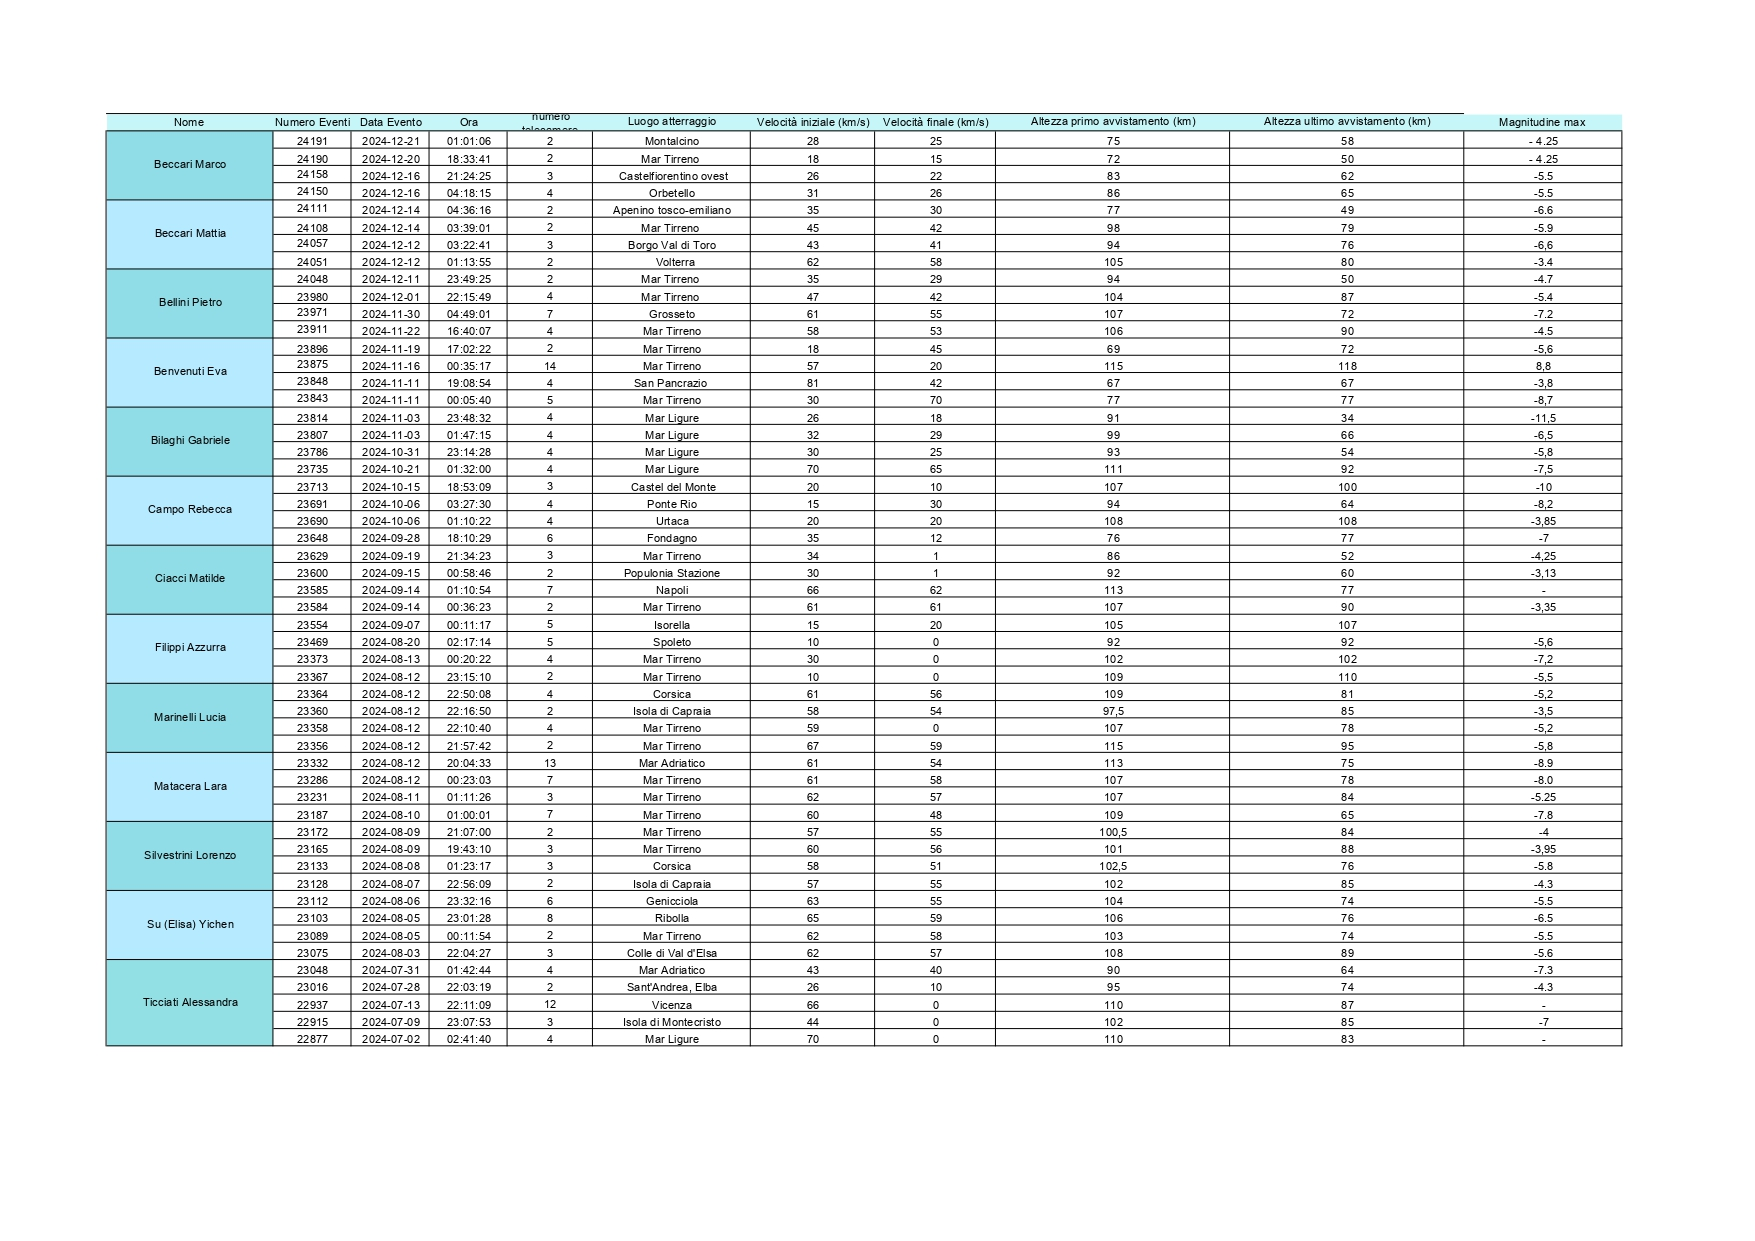 Nome Numero Eventi Data Evento Ora numero telecamere Luogo atterraggio Velocità iniziale (km/s) Velocità finale (km/s) Altezza primo avvistamento (km) Altezza ultimo avvistamento (km) Magnitudine max
Beccari Marco
24191 2024-12-21 01:01:06 2 Montalcino 28 25 75 58 - 4.25
24190 2024-12-20 18:33:41 2 Mar Tirreno 18 15 72 50 - 4.25
24158 2024-12-16 21:24:25 3 Castelfiorentino ovest 26 22 83 62 -5.5
24150 2024-12-16 04:18:15 4 Orbetello 31 26 86 65 -5.5
Beccari Mattia
24111 2024-12-14 04:36:16 2 Apenino tosco-emiliano 35 30 77 49 -6.6
24108 2024-12-14 03:39:01 2 Mar Tirreno 45 42 98 79 -5.9
24057 2024-12-12 03:22:41 3 Borgo Val di Toro 43 41 94 76 -6,6
24051 2024-12-12 01:13:55 2 Volterra 62 58 105 80 -3.4
Bellini Pietro
24048 2024-12-11 23:49:25 2 Mar Tirreno 35 29 94 50 -4.7
23980 2024-12-01 22:15:49 4 Mar Tirreno 47 42 104 87 -5.4
23971 2024-11-30 04:49:01 7 Grosseto 61 55 107 72 -7.2
23911 2024-11-22 16:40:07 4 Mar Tirreno 58 53 106 90 -4.5
Benvenuti Eva
23896 2024-11-19 17:02:22 2 Mar Tirreno 18 45 69 72 -5,6
23875 2024-11-16 00:35:17 14 Mar Tirreno 57 20 115 118 8,8
23848 2024-11-11 19:08:54 4 San Pancrazio 81 42 67 67 -3,8
23843 2024-11-11 00:05:40 5 Mar Tirreno 30 70 77 77 -8,7
Bilaghi Gabriele
23814 2024-11-03 23:48:32 4 Mar Ligure 26 18 91 34 -11,5
23807 2024-11-03 01:47:15 4 Mar Ligure 32 29 99 66 -6,5
23786 2024-10-31 23:14:28 4 Mar Ligure 30 25 93 54 -5,8
23735 2024-10-21 01:32:00 4 Mar Ligure 70 65 111 92 -7,5
Campo Rebecca
23713 2024-10-15 18:53:09 3 Castel del Monte 20 10 107 100 -10
23691 2024-10-06 03:27:30 4 Ponte Rio 15 30 94 64 -8,2
23690 2024-10-06 01:10:22 4 Urtaca 20 20 108 108 -3,85
23648 2024-09-28 18:10:29 6 Fondagno 35 12 76 77 -7
Ciacci Matilde
23629 2024-09-19 21:34:23 3 Mar Tirreno 34 1 86 52 -4,25
23600 2024-09-15 00:58:46 2 Populonia Stazione 30 1 92 60 -3,13
23585 2024-09-14 01:10:54 7 Napoli 66 62 113 77 -
23584 2024-09-14 00:36:23 2 Mar Tirreno 61 61 107 90 -3,35
Filippi Azzurra
23554 2024-09-07 00:11:17 5 Isorella 15 20 105 107
23469 2024-08-20 02:17:14 5 Spoleto 10 0 92 92 -5,6
23373 2024-08-13 00:20:22 4 Mar Tirreno 30 0 102 102 -7,2
23367 2024-08-12 23:15:10 2 Mar Tirreno 10 0 109 110 -5,5
Marinelli Lucia
23364 2024-08-12 22:50:08 4 Corsica 61 56 109 81 -5,2
23360 2024-08-12 22:16:50 2 Isola di Capraia 58 54 97,5 85 -3,5
23358 2024-08-12 22:10:40 4 Mar Tirreno 59 0 107 78 -5,2
23356 2024-08-12 21:57:42 2 Mar Tirreno 67 59 115 95 -5,8
Matacera Lara
23332 2024-08-12 20:04:33 13 Mar Adriatico 61 54 113 75 -8.9
23286 2024-08-12 00:23:03 7 Mar Tirreno 61 58 107 78 -8.0
23231 2024-08-11 01:11:26 3 Mar Tirreno 62 57 107 84 -5.25
23187 2024-08-10 01:00:01 7 Mar Tirreno 60 48 109 65 -7.8
Silvestrini Lorenzo
23172 2024-08-09 21:07:00 2 Mar Tirreno 57 55 100,5 84 -4
23165 2024-08-09 19:43:10 3 Mar Tirreno 60 56 101 88 -3,95
23133 2024-08-08 01:23:17 3 Corsica 58 51 102,5 76 -5.8
23128 2024-08-07 22:56:09 2 Isola di Capraia 57 55 102 85 -4.3
Su (Elisa) Yichen
23112 2024-08-06 23:32:16 6 Genicciola 63 55 104 74 -5.5
23103 2024-08-05 23:01:28 8 Ribolla 65 59 106 76 -6.5
23089 2024-08-05 00:11:54 2 Mar Tirreno 62 58 103 74 -5.5
23075 2024-08-03 22:04:27 3 Colle di Val d'Elsa 62 57 108 89 -5.6
Ticciati Alessandra
23048 2024-07-31 01:42:44 4 Mar Adriatico 43 40 90 64 -7.3
23016 2024-07-28 22:03:19 2 Sant'Andrea, Elba 26 10 95 74 -4.3
22937 2024-07-13 22:11:09 12 Vicenza 66 0 110 87 -
22915 2024-07-09 23:07:53 3 Isola di Montecristo 44 0 102 85 -7
22877 2024-07-02 02:41:40 4 Mar Ligure 70 0 110 83 -